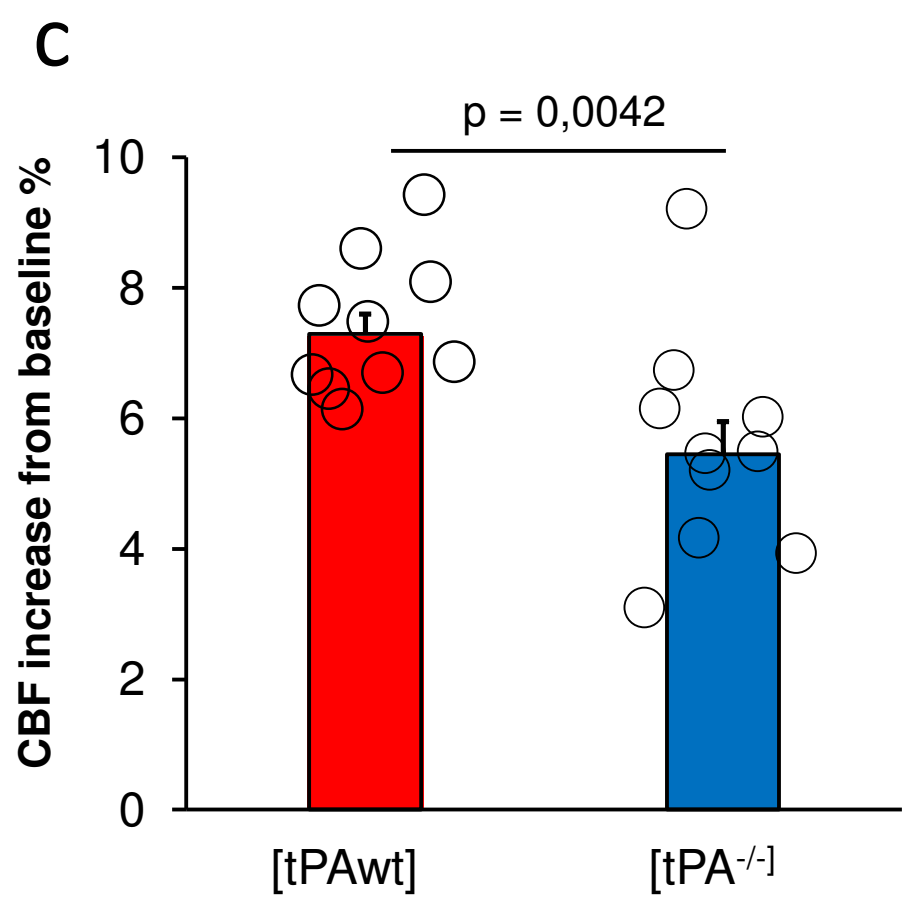 C
p = 0,0042
CBF increase from baseline %
10
8
6
4
2
0
[tPAwt]
[tPA-/-]